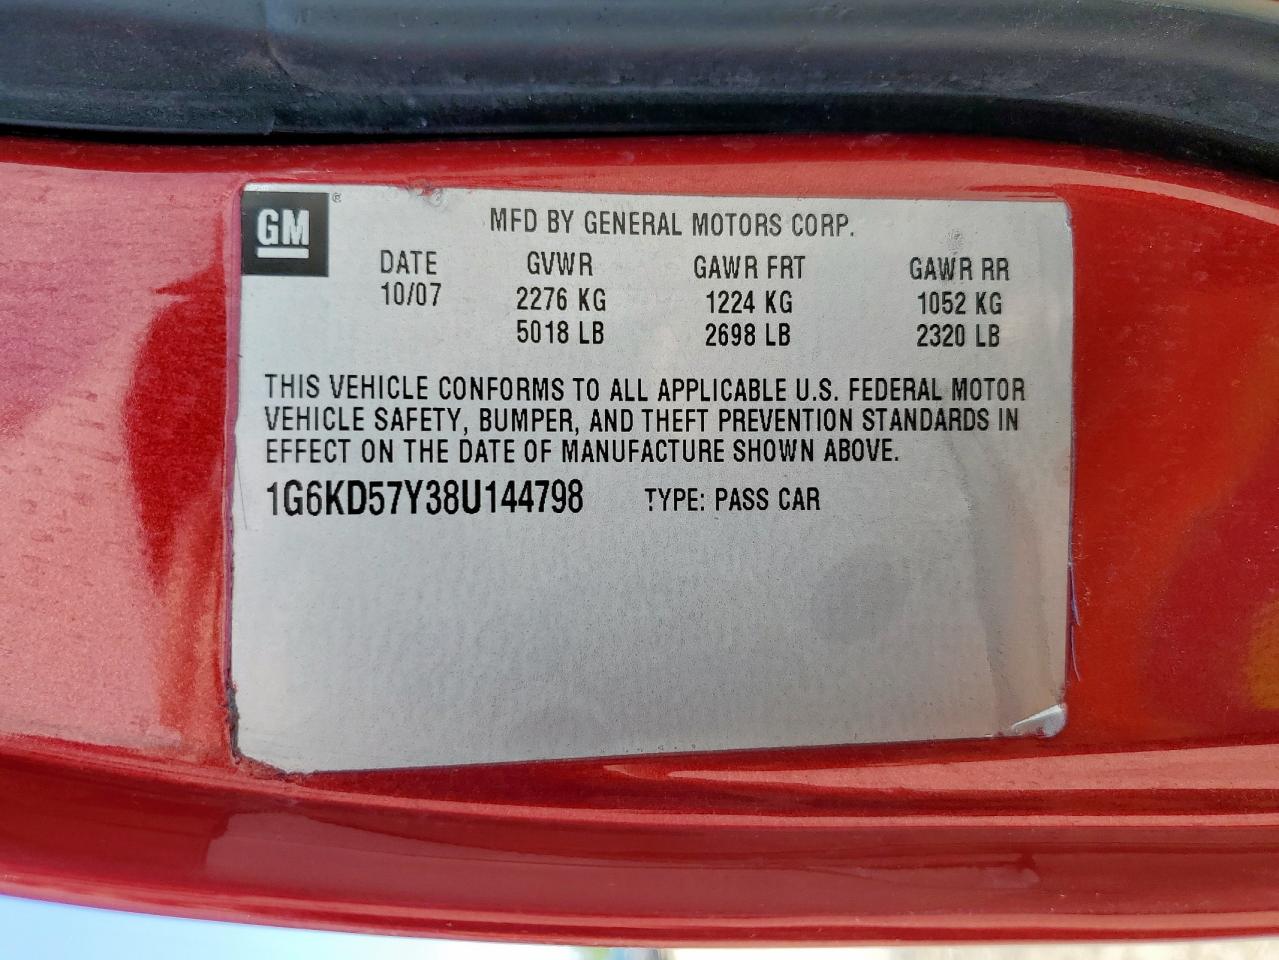 GM ®
MFD BY GENERAL MOTORS CORP.
DATE GVWR GAWR FRT GAWR RR
10/07 2276 KG 1224 KG 1052 KG
5018 LB 2698 LB 2320 LB
THIS VEHICLE CONFORMS TO ALL APPLICABLE U.S. FEDERAL MOTOR
VEHICLE SAFETY, BUMPER, AND THEFT PREVENTION STANDARDS IN
EFFECT ON THE DATE OF MANUFACTURE SHOWN ABOVE.
1G6KD57Y38U144798 TYPE: PASS CAR